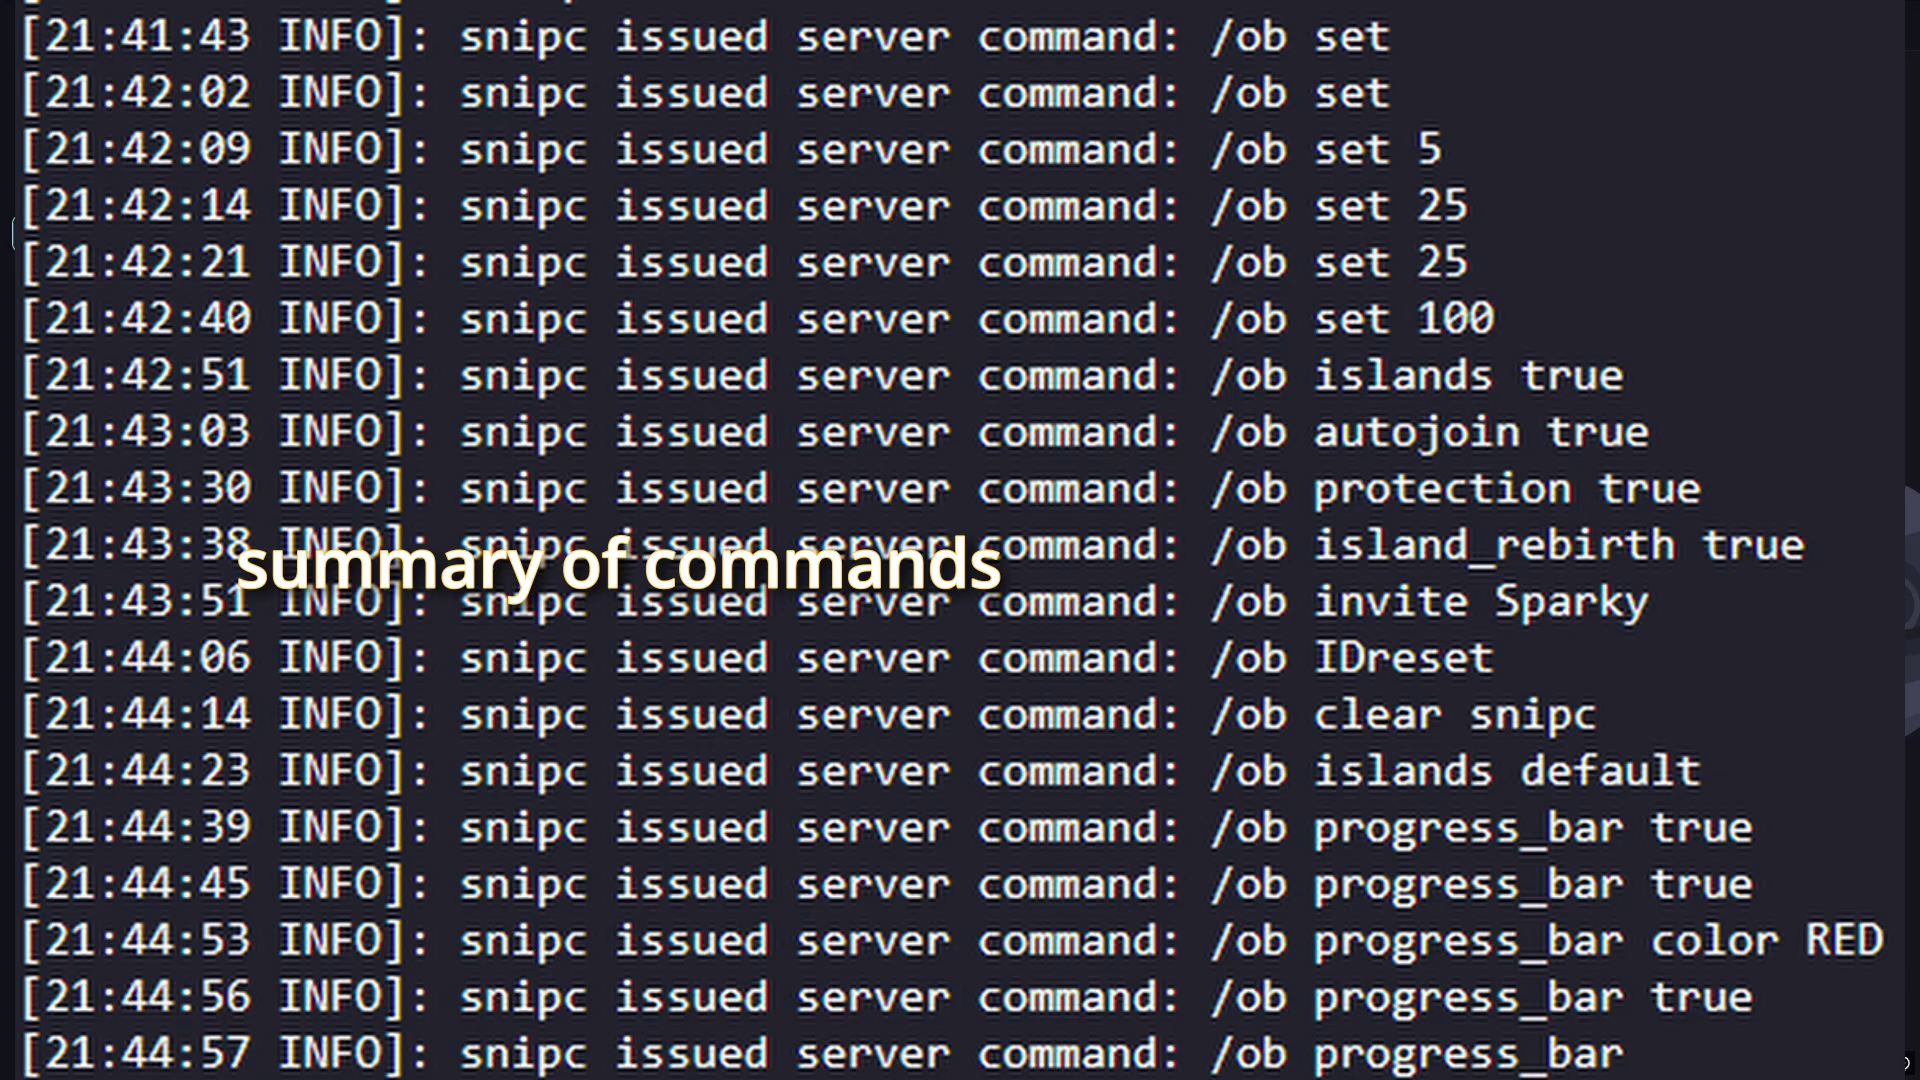 [21:41:43 INFO]: snipc issued server command: /ob set
[21:42:02 INFO]: snipc issued server command: /ob set
[21:42:09 INFO]: snipc issued server command: /ob set 5
[21:42:14 INFO]: snipc issued server command: /ob set 25
[21:42:21 INFO]: snipc issued server command: /ob set 25
[21:42:40 INFO]: snipc issued server command: /ob set 100
[21:42:51 INFO]: snipc issued server command: /ob islands true
[21:43:03 INFO]: snipc issued server command: /ob autojoin true
[21:43:30 INFO]: snipc issued server command: /ob protection true
[21:43:38 INFO]: snipc issued server command: /ob island_rebirth true
summary of commands
[21:43:51 INFO]: snipc issued server command: /ob invite Sparky
[21:44:06 INFO]: snipc issued server command: /ob IDreset
[21:44:14 INFO]: snipc issued server command: /ob clear snipc
[21:44:23 INFO]: snipc issued server command: /ob islands default
[21:44:39 INFO]: snipc issued server command: /ob progress_bar true
[21:44:45 INFO]: snipc issued server command: /ob progress_bar true
[21:44:53 INFO]: snipc issued server command: /ob progress_bar color RED
[21:44:56 INFO]: snipc issued server command: /ob progress_bar true
[21:44:57 INFO]: snipc issued server command: /ob progress_bar